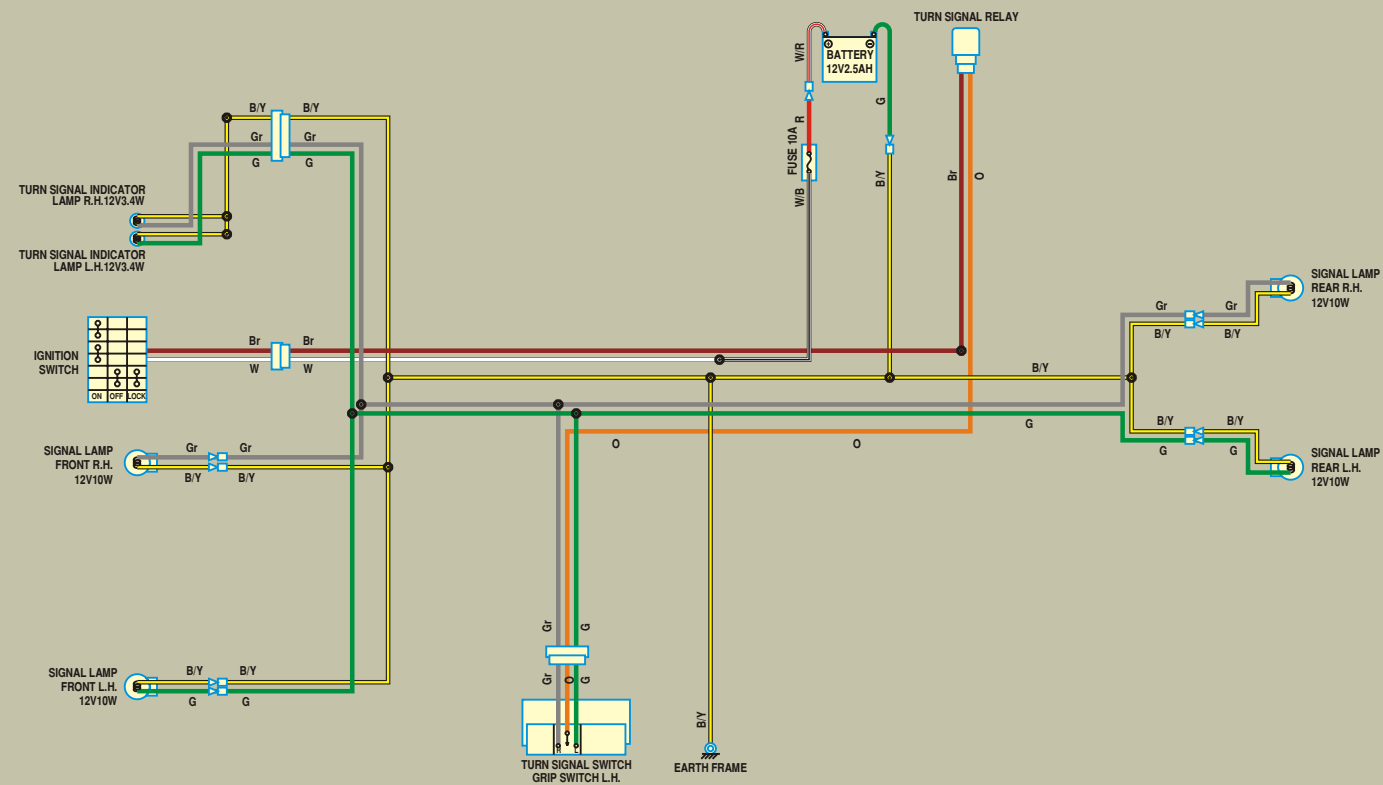 TURN SIGNAL RELAY
W/R
BATTERY
12V2.5AH
G
R
FUSE 10A
W/B
B/Y
Br
O
B/Y
B/Y
Gr
Gr
G
G
TURN SIGNAL INDICATOR
LAMP R.H.12V3.4W
TURN SIGNAL INDICATOR
LAMP L.H.12V3.4W
SIGNAL LAMP
REAR R.H.
12V10W
Gr
Gr
B/Y
B/Y
IGNITION
SWITCH
ON
OFF
LOCK
Br
Br
W
W
B/Y
SIGNAL LAMP
FRONT R.H.
12V10W
Gr
Gr
B/Y
B/Y
O
O
G
B/Y
B/Y
G
G
SIGNAL LAMP
REAR L.H.
12V10W
SIGNAL LAMP
FRONT L.H.
12V10W
B/Y
B/Y
G
G
Gr
G
Gr
O
G
R
L
TURN SIGNAL SWITCH
GRIP SWITCH L.H.
B/Y
EARTH FRAME